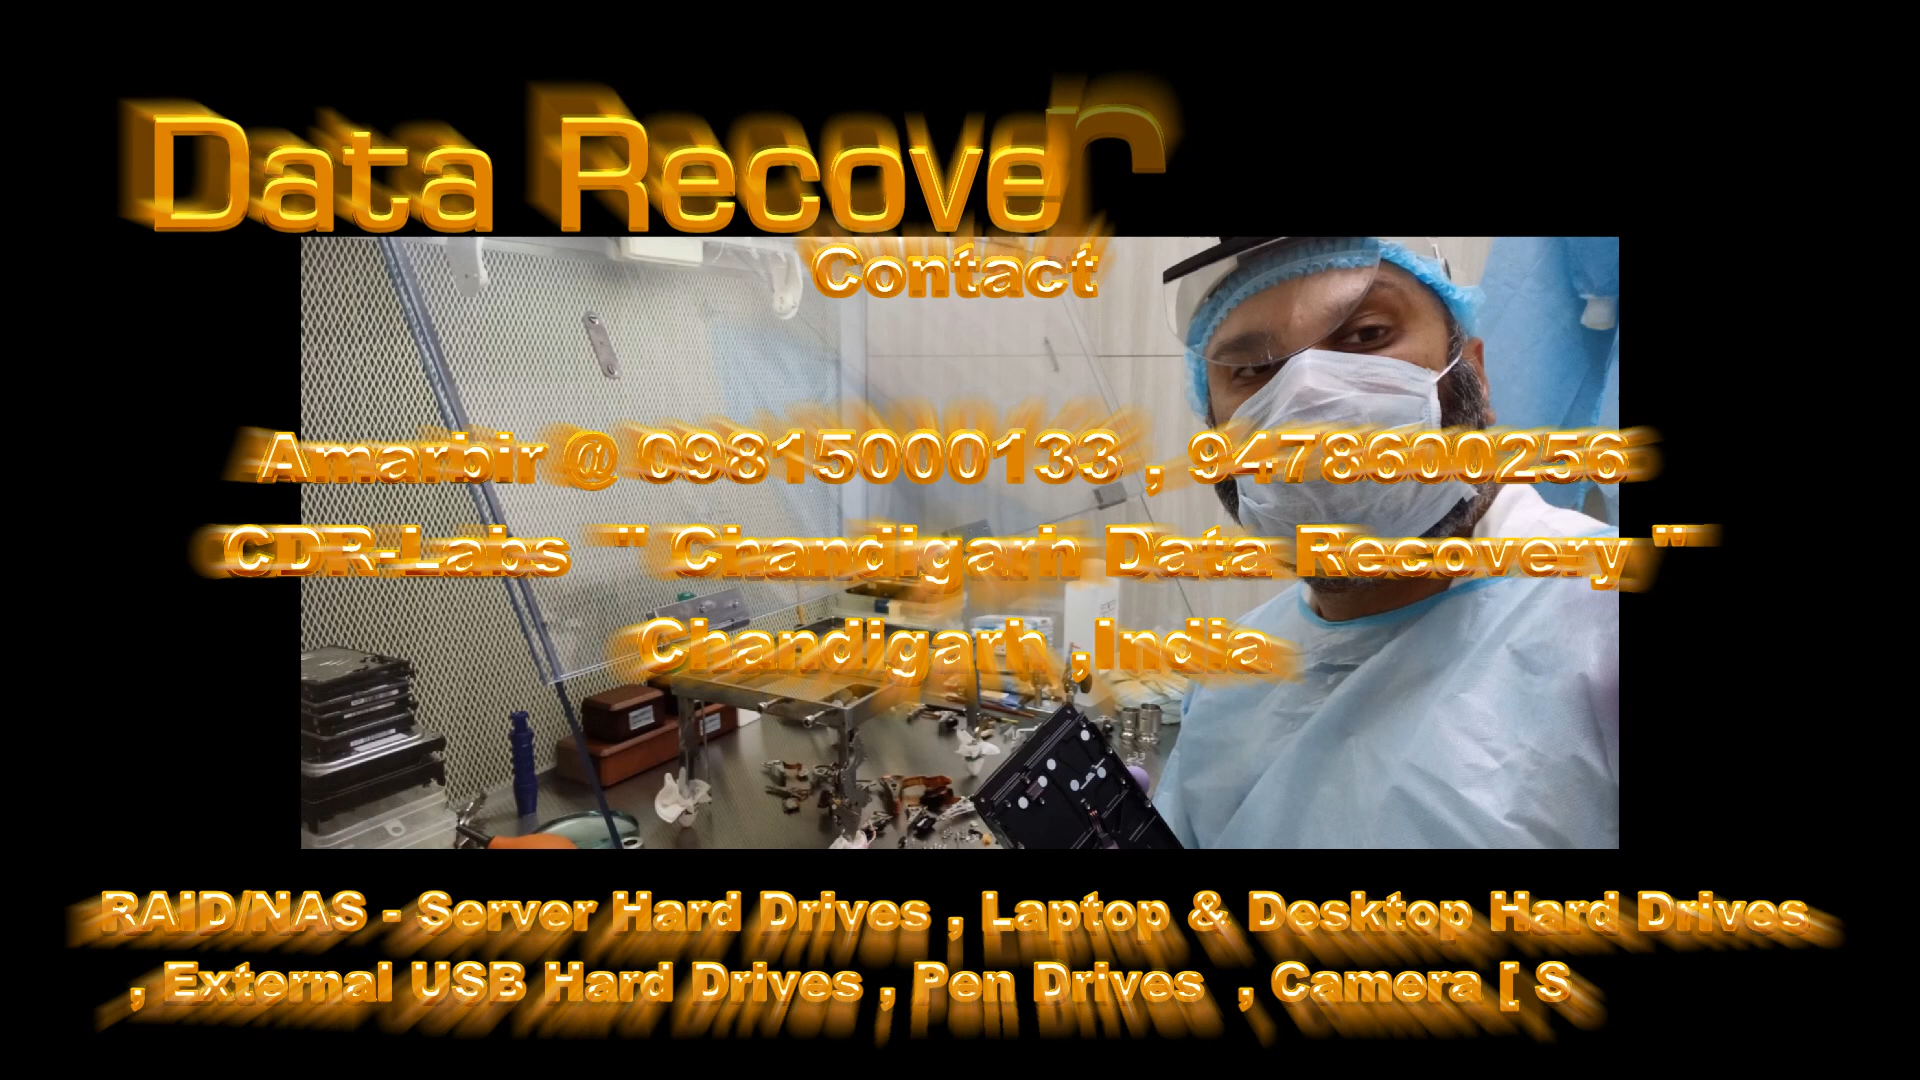 Data Recover
Contact
Amarbir @ 09815000133 , 9478600256
CDR-Labs " Chandigarh Data Recovery "
Chandigarh ,India
RAID/NAS - Server Hard Drives , Laptop & Desktop Hard Drives
, External USB Hard Drives , Pen Drives , Camera [ S